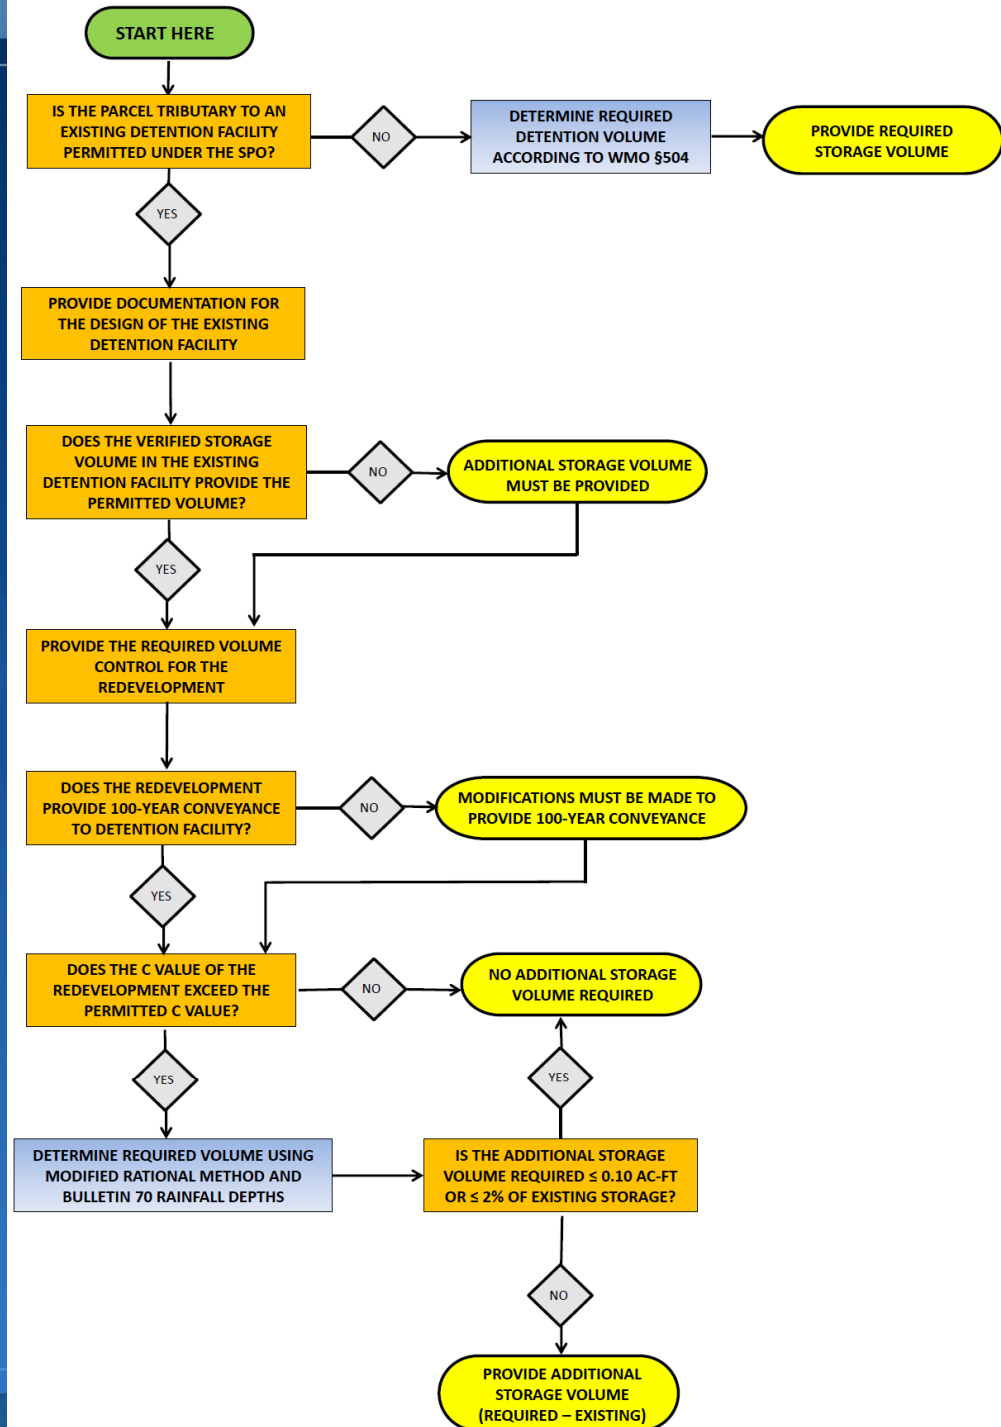 START HERE
IS THE PARCEL TRIBUTARY TO AN
EXISTING DETENTION FACILITY
PERMITTED UNDER THE SPO?
NO
DETERMINE REQUIRED
DETENTION VOLUME
ACCORDING TO WMO §504
PROVIDE REQUIRED
STORAGE VOLUME
YES
PROVIDE DOCUMENTATION FOR
THE DESIGN OF THE EXISTING
DETENTION FACILITY
DOES THE VERIFIED STORAGE
VOLUME IN THE EXISTING
DETENTION FACILITY PROVIDE THE
PERMITTED VOLUME?
NO
ADDITIONAL STORAGE VOLUME
MUST BE PROVIDED
YES
PROVIDE THE REQUIRED VOLUME
CONTROL FOR THE
REDEVELOPMENT
DOES THE REDEVELOPMENT
PROVIDE 100-YEAR CONVEYANCE
TO DETENTION FACILITY?
NO
MODIFICATIONS MUST BE MADE TO
PROVIDE 100-YEAR CONVEYANCE
YES
DOES THE C VALUE OF THE
REDEVELOPMENT EXCEED THE
PERMITTED C VALUE?
NO
NO ADDITIONAL STORAGE
VOLUME REQUIRED
YES
YES
DETERMINE REQUIRED VOLUME USING
MODIFIED RATIONAL METHOD AND
BULLETIN 70 RAINFALL DEPTHS
IS THE ADDITIONAL STORAGE
VOLUME REQUIRED ≤ 0.10 AC-FT
OR ≤ 2% OF EXISTING STORAGE?
NO
PROVIDE ADDITIONAL
STORAGE VOLUME
(REQUIRED – EXISTING)